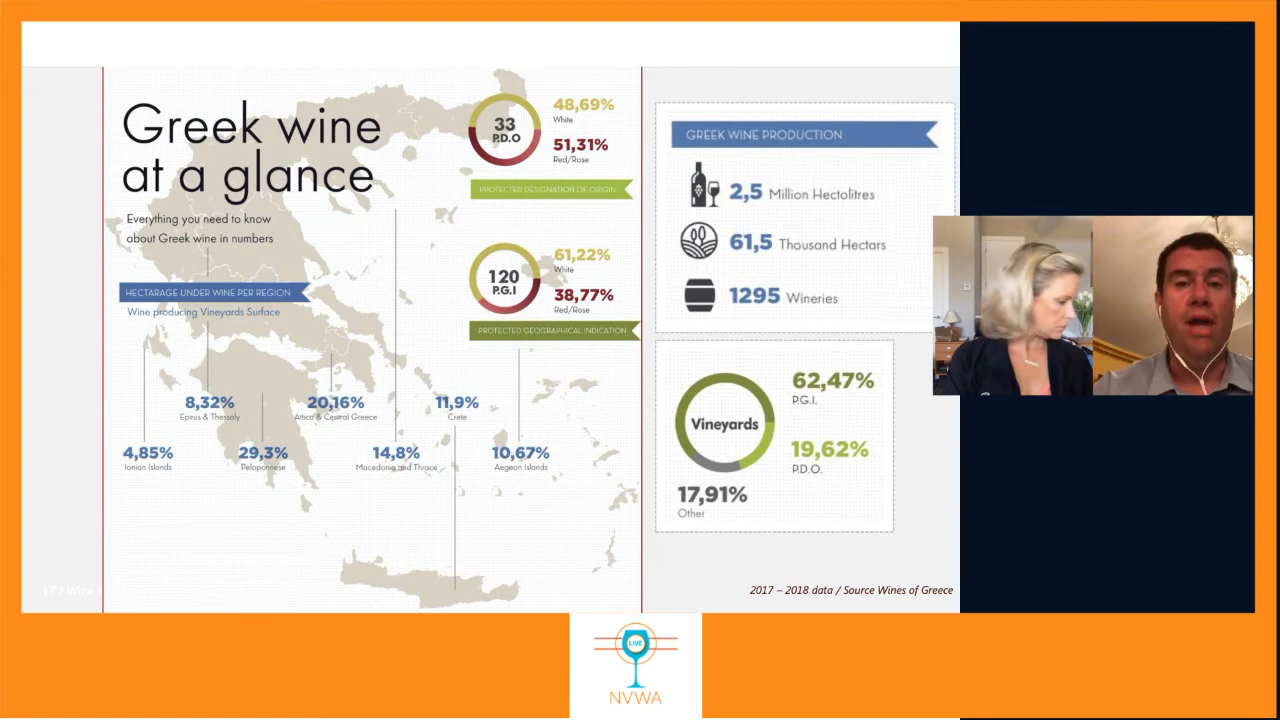 Greek wine
at a glance
Everything you need to know
about Greek wine in numbers
HECTARAGE UNDER WINE PER REGION
Wine producing Vineyards Surface
8,32%
Epirus & Thessaly
20,16%
Attica & Central Greece
11,9%
Crete
4,85%
Ionian Islands
29,3%
Peloponnese
14,8%
Macedonia and Thrace
10,67%
Aegean Islands
33
P.D.O
48,69%
White
51,31%
Red/Rose
PROTECTED DESIGNATION OF ORIGIN
120
P.G.I
61,22%
White
38,77%
Red/Rose
PROTECTED GEOGRAPHICAL INDICATION
GREEK WINE PRODUCTION
2,5 Million Hectolitres
61,5 Thousand Hectars
1295 Wineries
Vineyards
62,47%
P.G.I.
19,62%
P.D.O.
17,91%
Other
17 / Wine
2017 – 2018 data / Source Wines of Greece
LIVE
NVWA